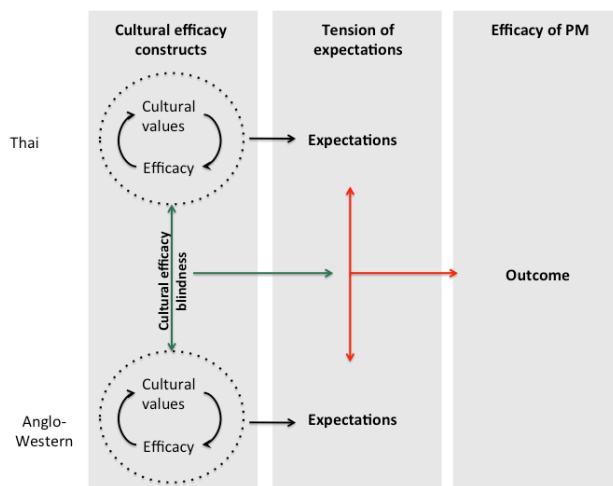 Cultural efficacy
constructs
Tension of
expectations
Efficacy of PM
Thai
Cultural
values
Efficacy
Expectations
Cultural efficacy
blindness
Outcome
Anglo-
Western
Cultural
values
Efficacy
Expectations